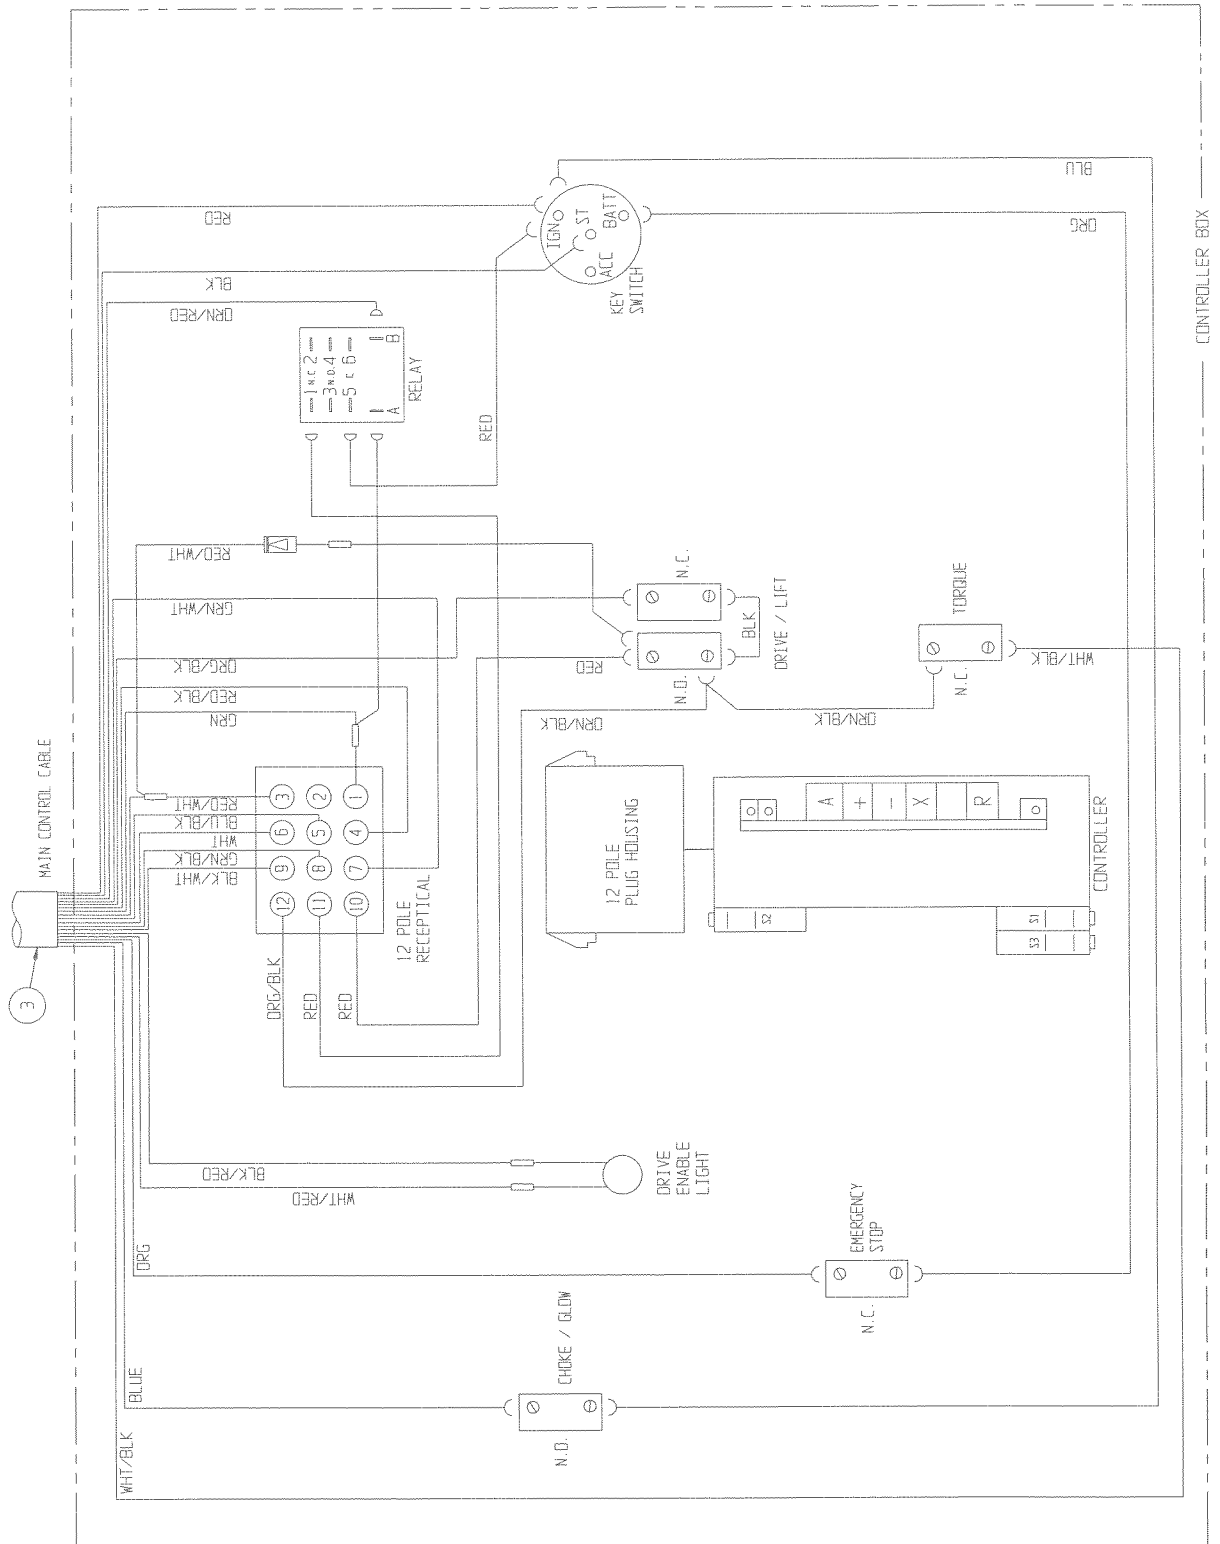 MAIN CONTROL CABLE
3
CONTROLLER BOX
RED
BLK
ORN/RED
BLU
ORG
IGN
ST
BATT
ACC
KEY
SWITCH
1 N.C 2
3 N.O. 4
5 C 6
A
B
RELAY
RED
RED/WHT
GRN/WHT
ORG/BLK
RED/BLK
GRN
RED
N.C.
BLK
N.O.
DRIVE / LIFT
TORQUE
N.C.
WHT/BLK
ORN/BLK
ORN/BLK
RED/WHT
BLU/BLK
WHT
GRN/BLK
BLK/WHT
3
2
1
6
5
4
9
8
7
12
11
10
12 POLE
RECEPTICAL
12 POLE
PLUG HOUSING
A
+
-
X
R
S2
S1
S3
CONTROLLER
ORG/BLK
RED
RED
BLK/RED
WHT/RED
DRIVE
ENABLE
LIGHT
ORG
EMERGENCY
STOP
N.C.
BLUE
CHOKE / GLOW
N.O.
WHT/BLK